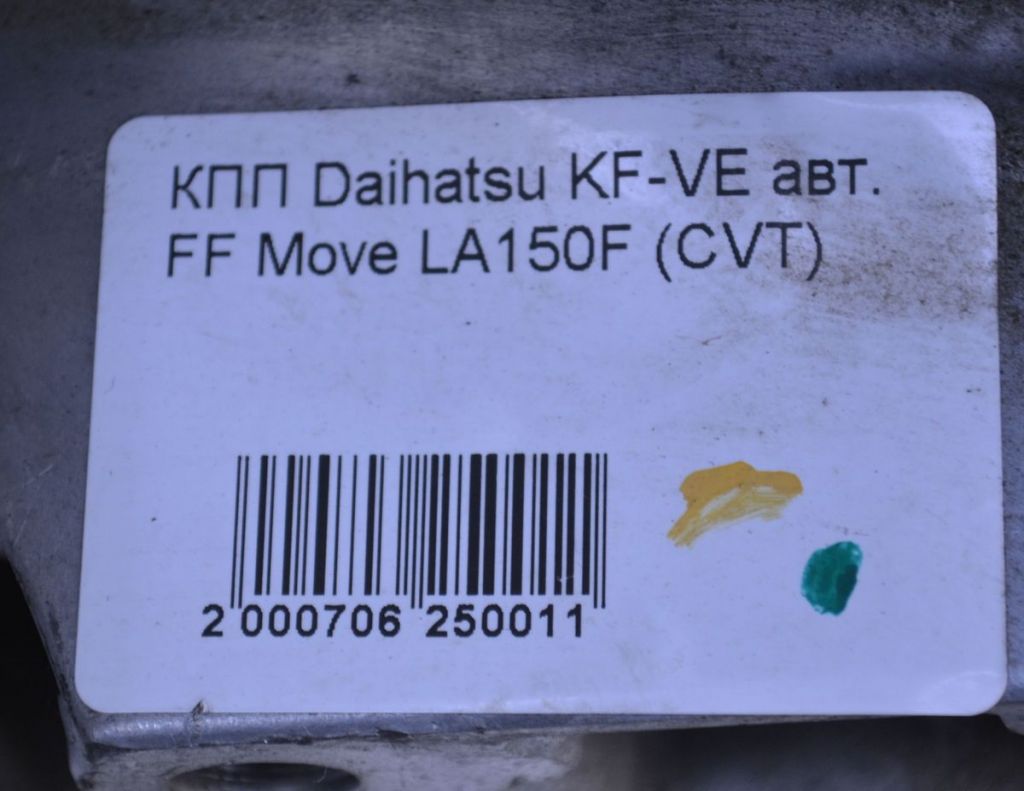 КПП Daihatsu KF-VE авт.
FF Move LA150F (CVT)
2 000706 250011